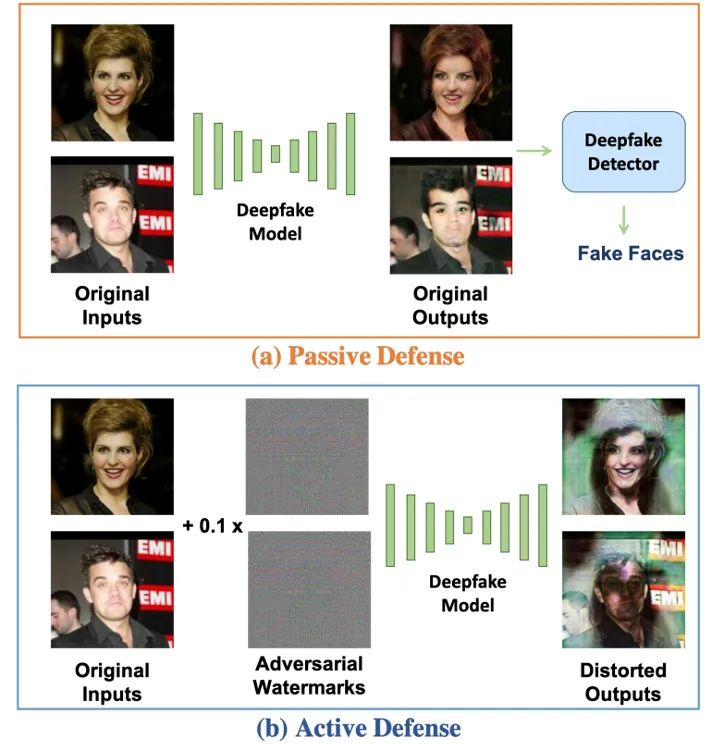 EMI
EMI
Deepfake
Model
EMI
EMI
Deepfake
Detector
Fake Faces
Original
Inputs
Original
Outputs
(a) Passive Defense
+ 0.1 x
EMI
EMI
Deepfake
Model
EMI
EMI
Original
Inputs
Adversarial
Watermarks
Distorted
Outputs
(b) Active Defense